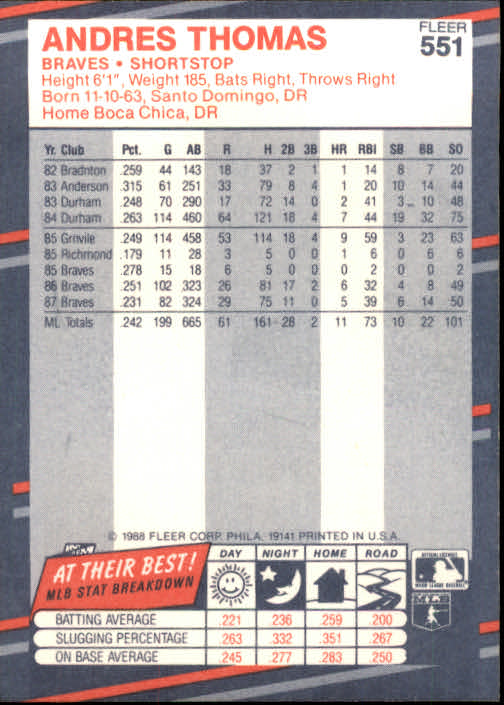 ANDRES THOMAS
FLEER
551
BRAVES • SHORTSTOP
Height 6'1", Weight 185, Bats Right, Throws Right
Born 11-10-63, Santo Domingo, DR
Home Boca Chica, DR
Yr. Club Pct. G AB R H 2B 3B HR RBI SB BB SO
82 Bradnton .259 44 143 18 37 2 1 1 14 8 7 20
83 Anderson .315 61 251 33 79 8 4 1 20 10 14 44
83 Durham .248 70 290 17 72 14 0 2 41 3 10 48
84 Durham .263 114 460 64 121 18 4 7 44 19 32 75
85 Grnvlle .249 114 458 53 114 18 4 9 59 3 23 63
85 Richmond .179 11 28 3 5 0 0 1 6 0 6 6
85 Braves .278 15 18 6 5 0 0 0 2 0 0 2
86 Braves .251 102 323 26 81 17 2 6 32 4 8 49
87 Braves .231 82 324 29 75 11 0 5 39 6 14 50
ML Totals .242 199 665 61 161 28 2 11 73 10 22 101
© 1988 FLEER CORP. PHILA. 19141 PRINTED IN U.S.A.
AT THEIR BEST!
MLB STAT BREAKDOWN
DAY NIGHT HOME ROAD
BATTING AVERAGE .221 .236 .259 .200
SLUGGING PERCENTAGE .263 .332 .351 .267
ON BASE AVERAGE .245 .277 .283 .250